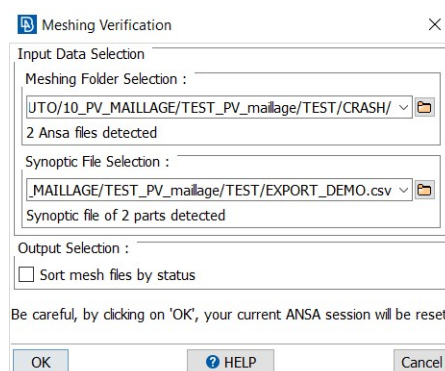 Meshing Verification
Input Data Selection
Meshing Folder Selection :
UTO/10_PV_MAILLAGE/TEST_PV_maillage/TEST/CRASH/
2 Ansa files detected
Synoptic File Selection :
_MAILLAGE/TEST_PV_maillage/TEST/EXPORT_DEMO.csv
Synoptic file of 2 parts detected
Output Selection :
Sort mesh files by status
Be careful, by clicking on 'OK', your current ANSA session will be reset
OK
HELP
Cancel